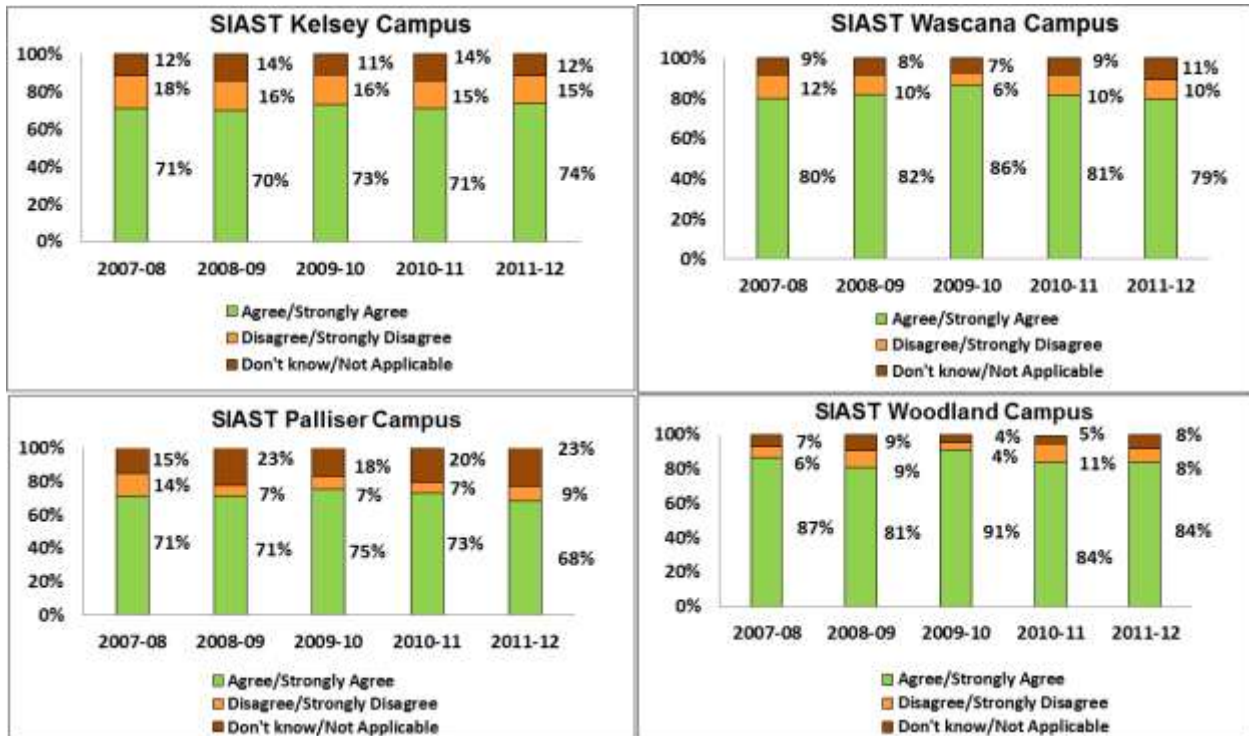 SIAST Kelsey Campus
100%
80%
60%
40%
20%
0%
12% 14% 11% 14% 12%
18% 16% 16% 15% 15%
71% 70% 73% 71% 74%
2007-08 2008-09 2009-10 2010-11 2011-12
Agree/Strongly Agree
Disagree/Strongly Disagree
Don't know/Not Applicable
SIAST Wascana Campus
100%
80%
60%
40%
20%
0%
9% 8% 7% 9% 11%
12% 10% 6% 10% 10%
80% 82% 86% 81% 79%
2007-08 2008-09 2009-10 2010-11 2011-12
Agree/Strongly Agree
Disagree/Strongly Disagree
Don't know/Not Applicable
SIAST Palliser Campus
100%
80%
60%
40%
20%
0%
15% 23% 18% 20% 23%
14% 7% 7% 7% 9%
71% 71% 75% 73% 68%
2007-08 2008-09 2009-10 2010-11 2011-12
Agree/Strongly Agree
Disagree/Strongly Disagree
Don't know/Not Applicable
SIAST Woodland Campus
100%
80%
60%
40%
20%
0%
7% 9% 4% 5% 8%
6% 9% 4% 11% 8%
87% 81% 91% 84% 84%
2007-08 2008-09 2009-10 2010-11 2011-12
Agree/Strongly Agree
Disagree/Strongly Disagree
Don't know/Not Applicable